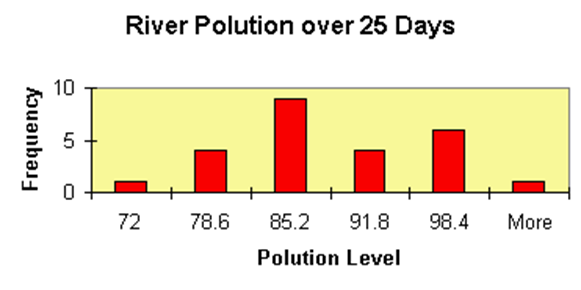 River Polution over 25 Days
10
5
0
Frequency
72 78.6 85.2 91.8 98.4 More
Polution Level